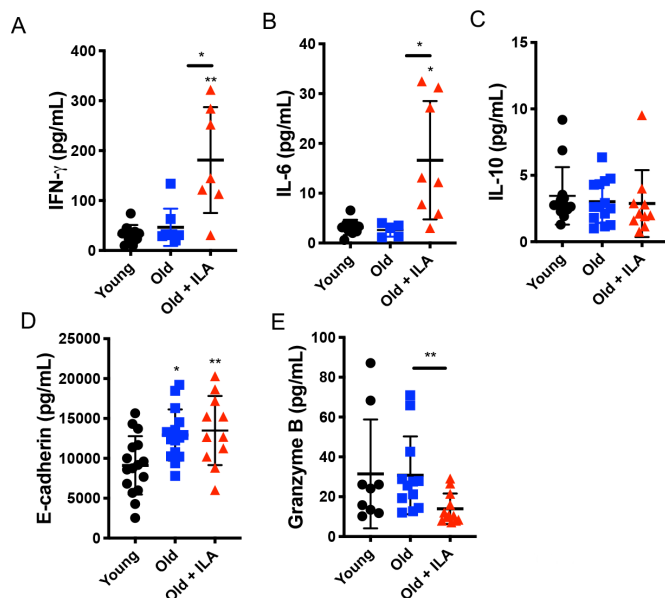 A
IFN-γ (pg/mL)
400
300
200
100
0
*
**
Young
Old
Old + ILA
B
IL-6 (pg/mL)
60
40
20
0
*
*
Young
Old
Old + ILA
C
IL-10 (pg/mL)
15
10
5
0
Young
Old
Old + ILA
D
E-cadherin (pg/mL)
25000
20000
15000
10000
5000
0
*
**
Young
Old
Old + ILA
E
Granzyme B (pg/mL)
100
80
60
40
20
0
**
Young
Old
Old + ILA